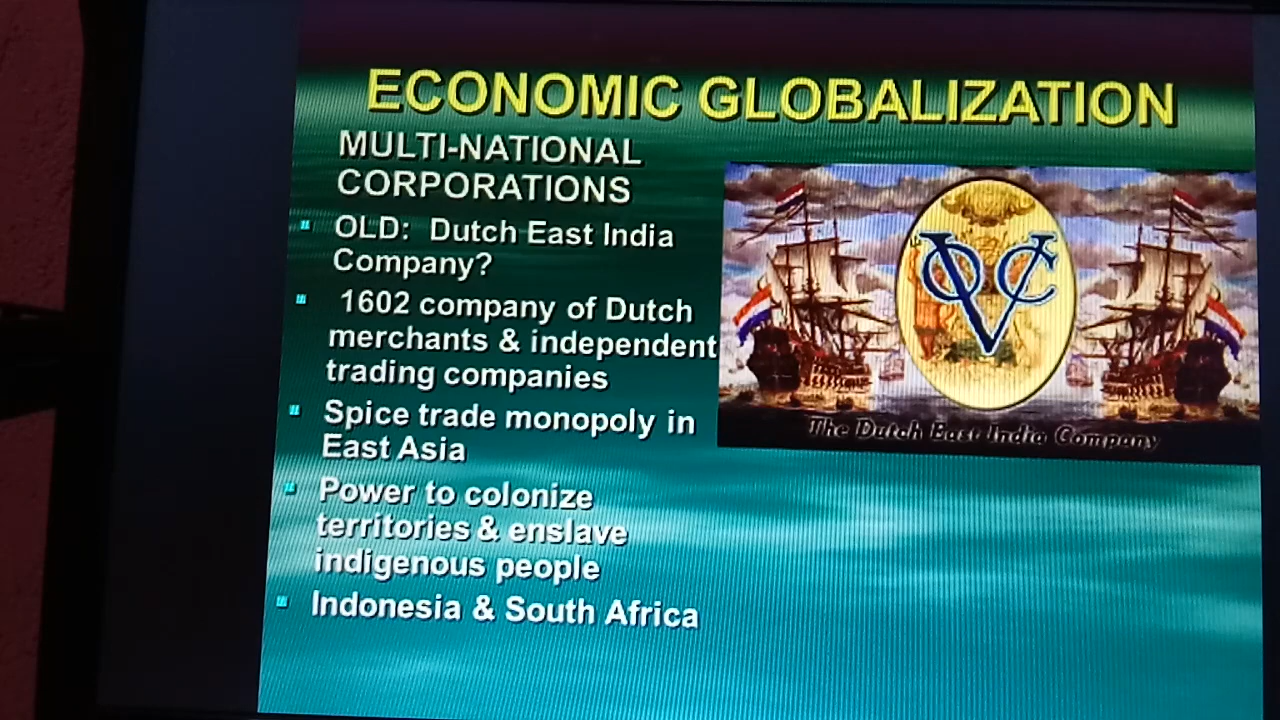 ECONOMIC GLOBALIZATION
MULTI-NATIONAL
CORPORATIONS
OLD: Dutch East India
Company?
1602 company of Dutch
merchants & independent
trading companies
Spice trade monopoly in
East Asia
Power to colonize
territories & enslave
indigenous people
Indonesia & South Africa
VOC
The Dutch East India Company